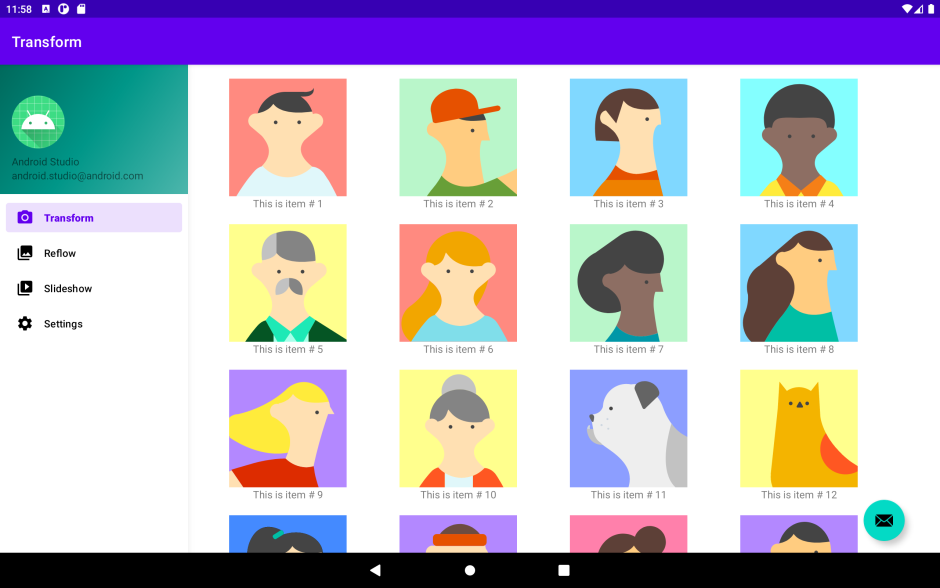 11:58
Transform
Android Studio
android.studio@android.com
Transform
Reflow
Slideshow
Settings
This is item # 1
This is item # 2
This is item # 3
This is item # 4
This is item # 5
This is item # 6
This is item # 7
This is item # 8
This is item # 9
This is item # 10
This is item # 11
This is item # 12